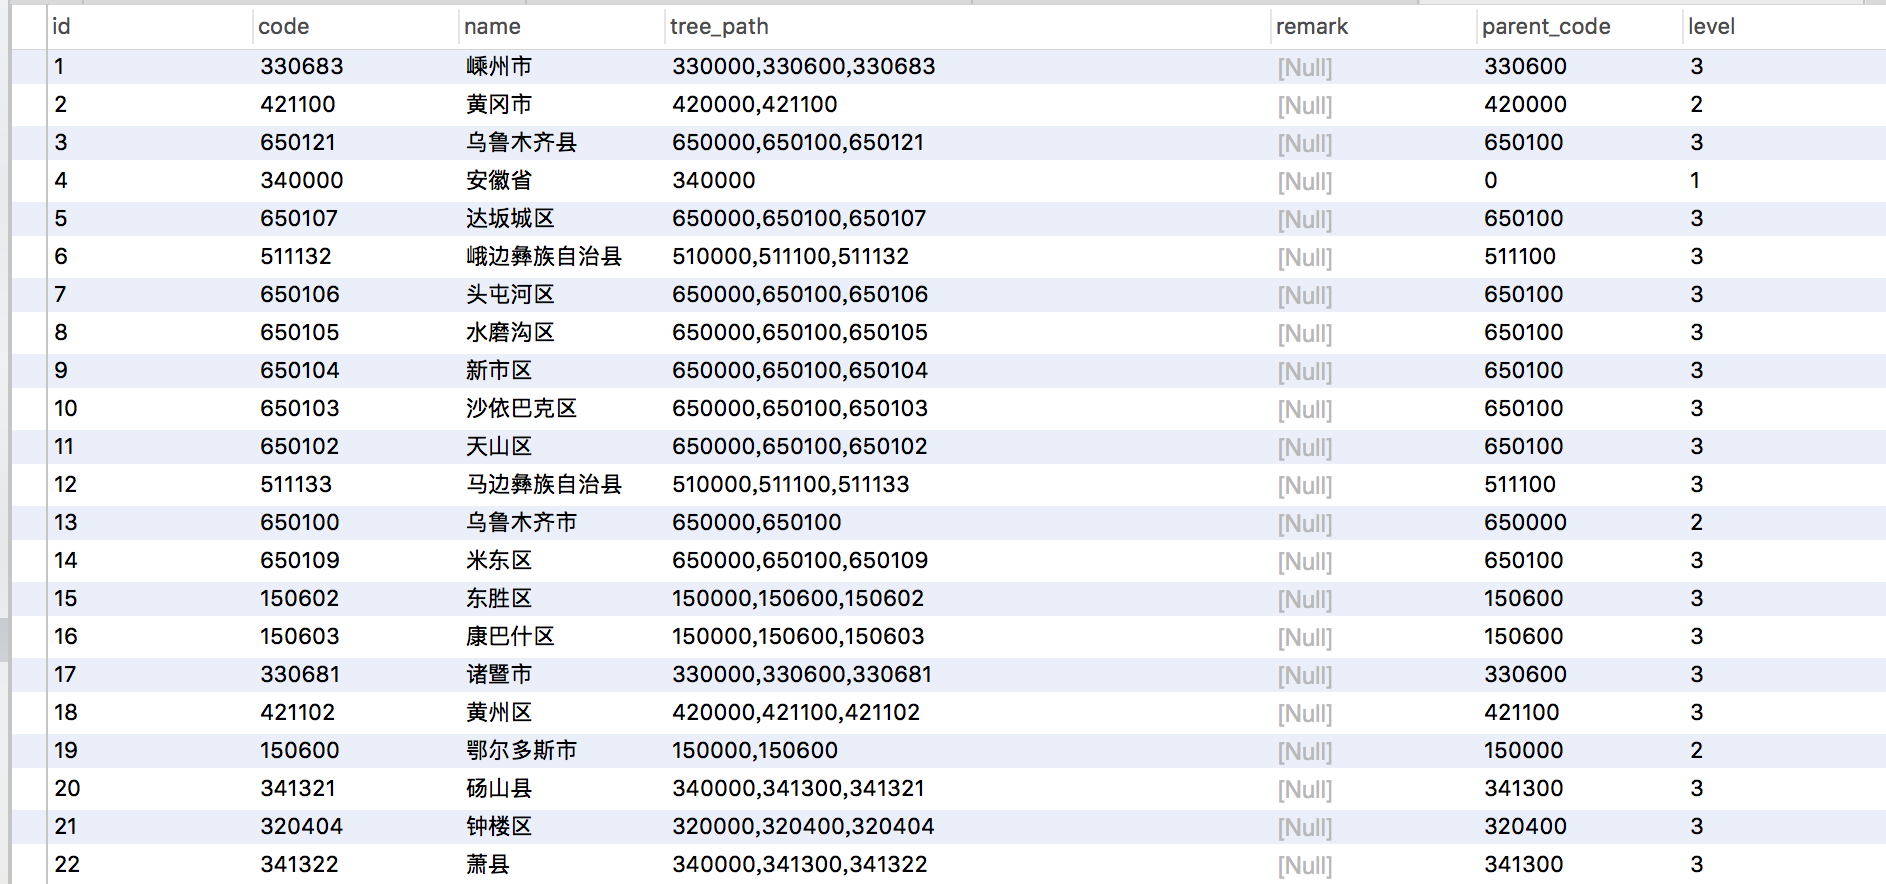 id code name tree_path remark parent_code level
1 330683 嵊州市 330000,330600,330683 [Null] 330600 3
2 421100 黄冈市 420000,421100 [Null] 420000 2
3 650121 乌鲁木齐县 650000,650100,650121 [Null] 650100 3
4 340000 安徽省 340000 [Null] 0 1
5 650107 达坂城区 650000,650100,650107 [Null] 650100 3
6 511132 峨边彝族自治县 510000,511100,511132 [Null] 511100 3
7 650106 头屯河区 650000,650100,650106 [Null] 650100 3
8 650105 水磨沟区 650000,650100,650105 [Null] 650100 3
9 650104 新市区 650000,650100,650104 [Null] 650100 3
10 650103 沙依巴克区 650000,650100,650103 [Null] 650100 3
11 650102 天山区 650000,650100,650102 [Null] 650100 3
12 511133 马边彝族自治县 510000,511100,511133 [Null] 511100 3
13 650100 乌鲁木齐市 650000,650100 [Null] 650000 2
14 650109 米东区 650000,650100,650109 [Null] 650100 3
15 150602 东胜区 150000,150600,150602 [Null] 150600 3
16 150603 康巴什区 150000,150600,150603 [Null] 150600 3
17 330681 诸暨市 330000,330600,330681 [Null] 330600 3
18 421102 黄州区 420000,421100,421102 [Null] 421100 3
19 150600 鄂尔多斯市 150000,150600 [Null] 150000 2
20 341321 砀山县 340000,341300,341321 [Null] 341300 3
21 320404 钟楼区 320000,320400,320404 [Null] 320400 3
22 341322 萧县 340000,341300,341322 [Null] 341300 3